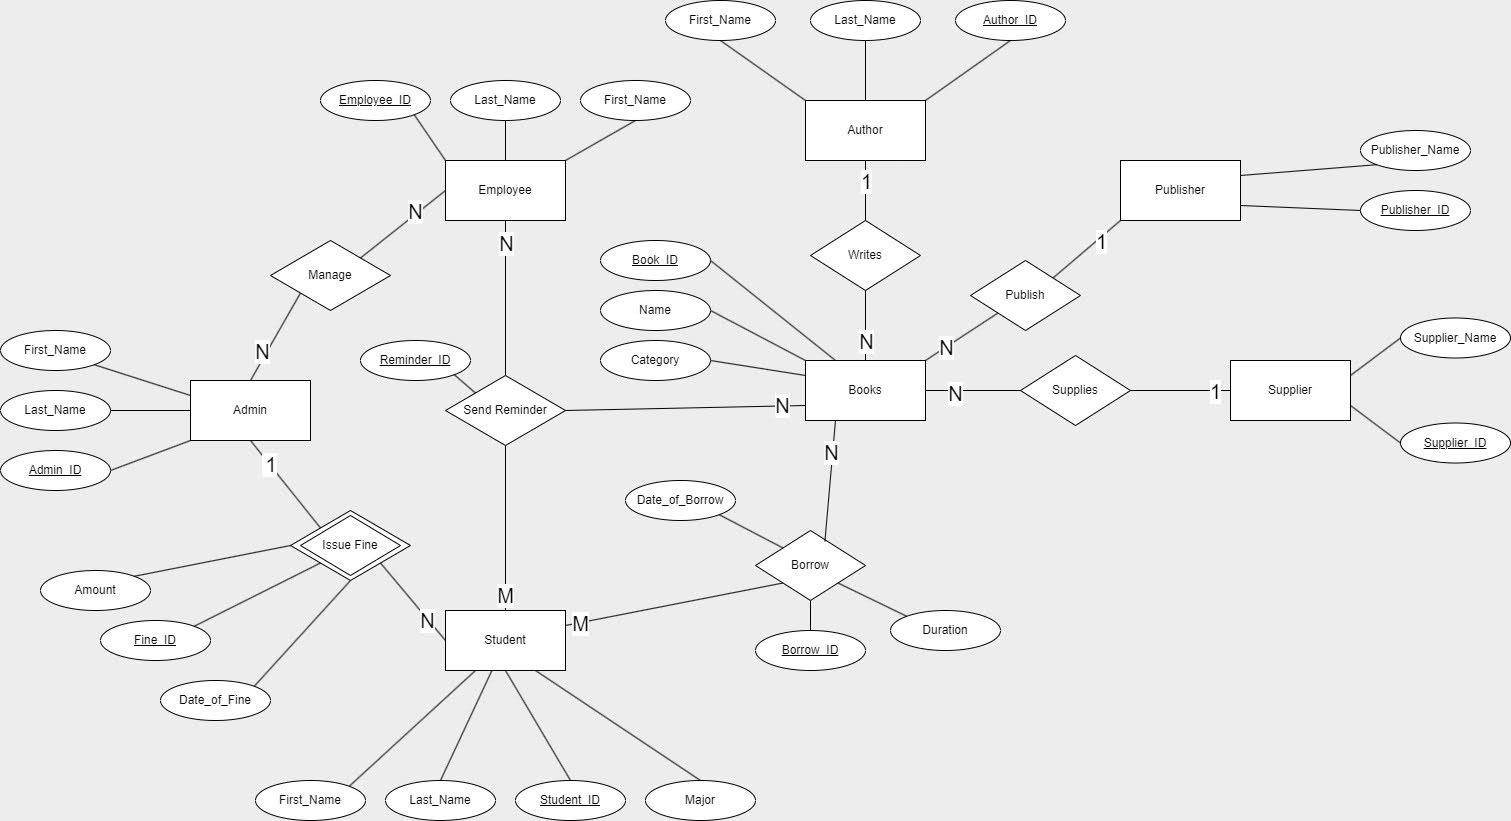 First_Name
Last_Name
Author_ID
Employee_ID
Last_Name
First_Name
Author
Publisher_Name
1
Employee
Publisher
N
Publisher_ID
N
1
Writes
Book_ID
Manage
Publish
Name
N
N
N
First_Name
Reminder_ID
Category
Supplier_Name
Admin
Last_Name
Send Reminder
N
Books
N
Supplies
1
Supplier
Admin_ID
1
N
Supplier_ID
Date_of_Borrow
Issue Fine
Borrow
Amount
M
N
M
Fine_ID
Student
Duration
Borrow_ID
Date_of_Fine
First_Name
Last_Name
Student_ID
Major